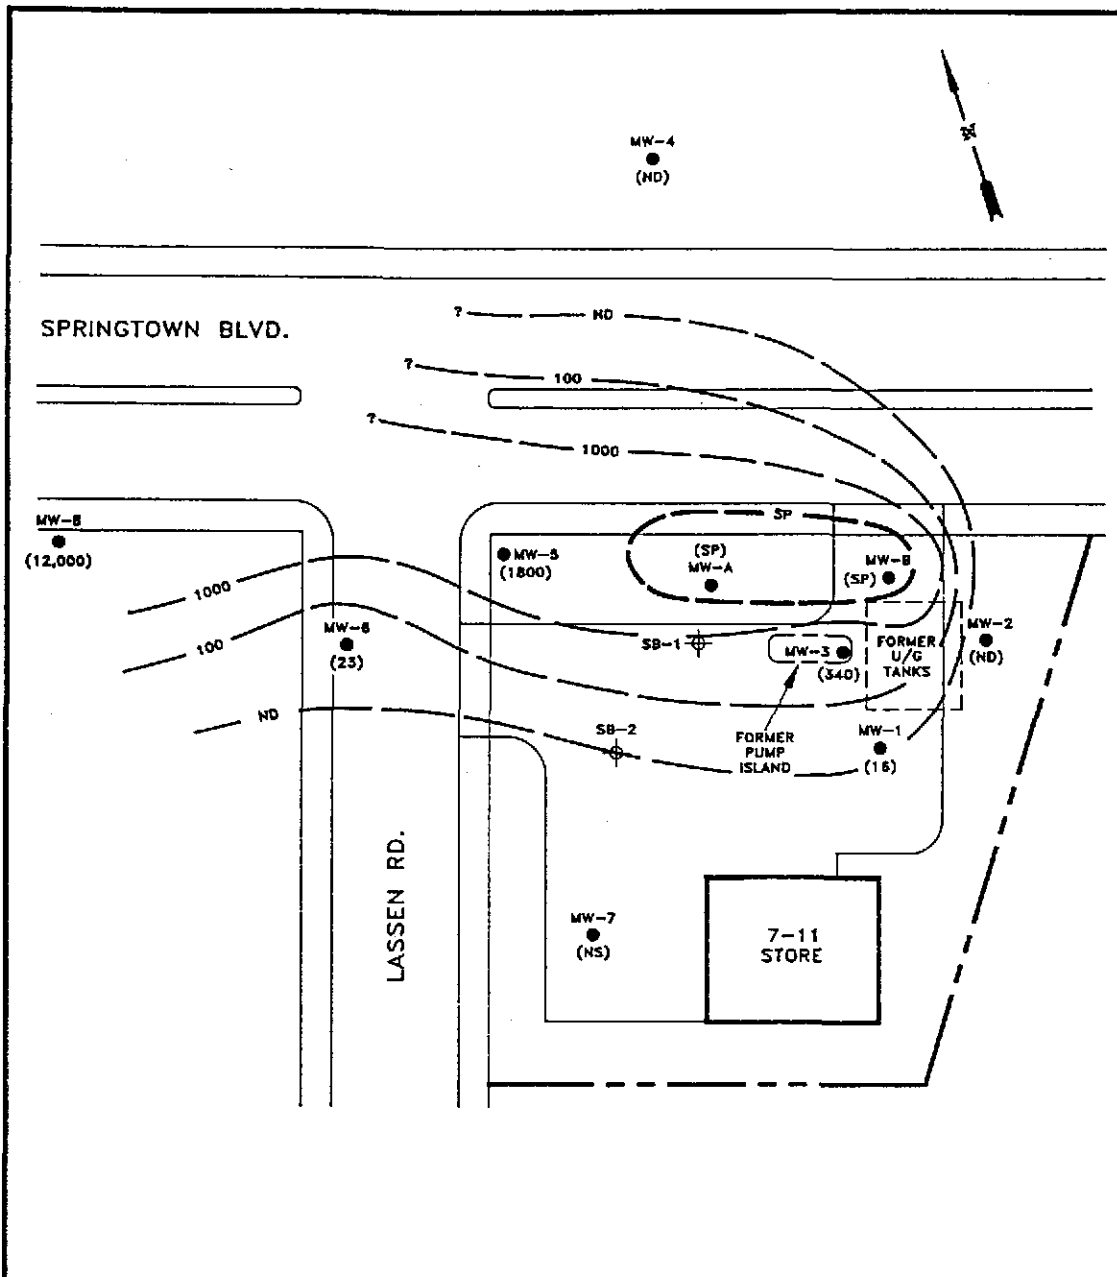 MW-4
(ND)
SPRINGTOWN BLVD.
? ND
? 100
? 1000
SP
MW-8
(12,000)
MW-5
(1800)
(SP)
MW-A
MW-B
(SP)
1000
100
ND
MW-6
(23)
SB-1
MW-3
(340)
FORMER
U/G
TANKS
MW-2
(ND)
SB-2
FORMER
PUMP
ISLAND
MW-1
(16)
LASSEN RD.
MW-7
(NS)
7-11
STORE